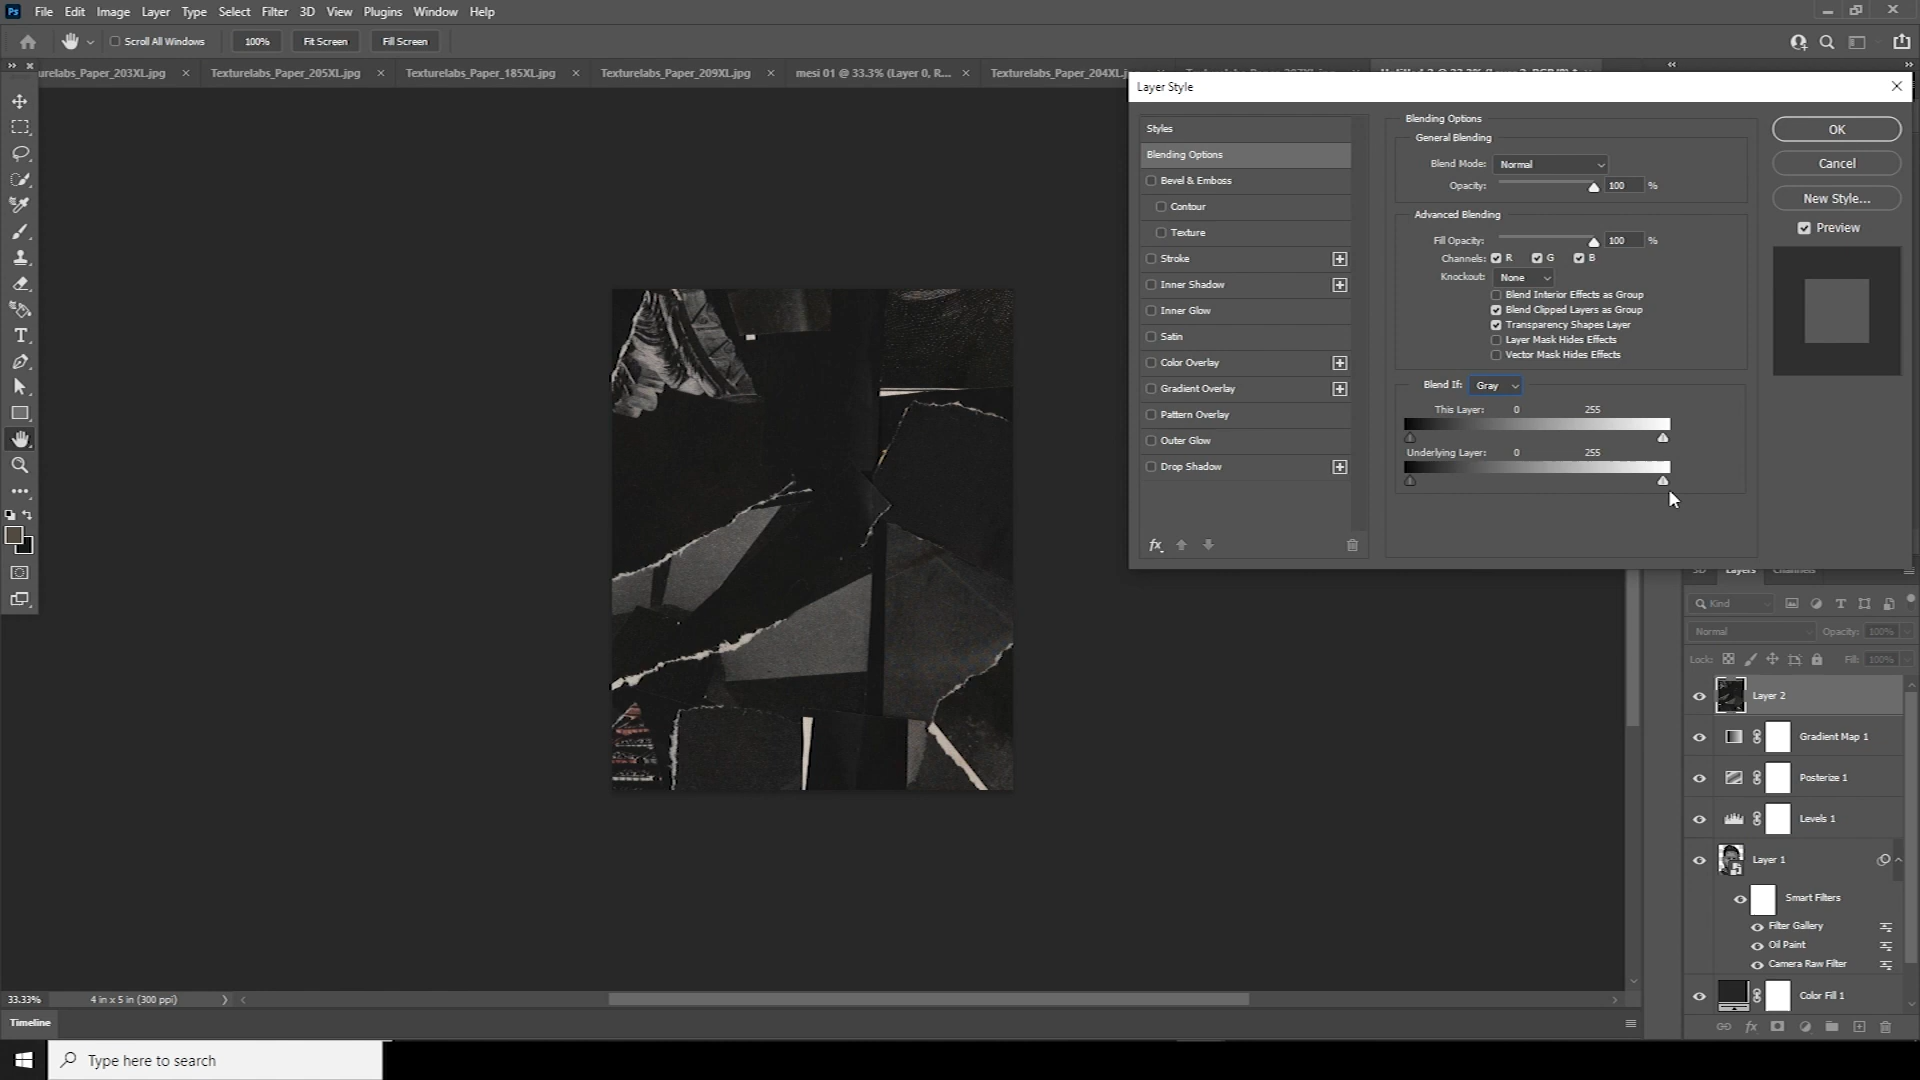 Ps File Edit Image Layer Type Select Filter 3D View Plugins Window Help
Scroll All Windows 100% Fit Screen Fill Screen
urelabs_Paper_203XL.jpg × Texturelabs_Paper_205XL.jpg × Texturelabs_Paper_185XL.jpg × Texturelabs_Paper_209XL.jpg × mesi 01 @ 33.3% (Layer 0, R... × Texturelabs_Paper_204XL.j
Layer Style
Styles
Blending Options
Bevel & Emboss
Contour
Texture
Stroke
Inner Shadow
Inner Glow
Satin
Color Overlay
Gradient Overlay
Pattern Overlay
Outer Glow
Drop Shadow
fx
Blending Options
General Blending
Blend Mode: Normal
Opacity: 100 %
Advanced Blending
Fill Opacity: 100 %
Channels: R G B
Knockout: None
Blend Interior Effects as Group
Blend Clipped Layers as Group
Transparency Shapes Layer
Layer Mask Hides Effects
Vector Mask Hides Effects
Blend If: Gray
This Layer: 0 255
Underlying Layer: 0 255
OK
Cancel
New Style...
Preview
3D Layers Channels
Kind
Normal Opacity: 100%
Lock: Fill: 100%
Layer 2
Gradient Map 1
Posterize 1
Levels 1
Layer 1
Smart Filters
Filter Gallery
Oil Paint
Camera Raw Filter
Color Fill 1
fx
33.33% 4 in x 5 in (300 ppi)
Timeline
Type here to search